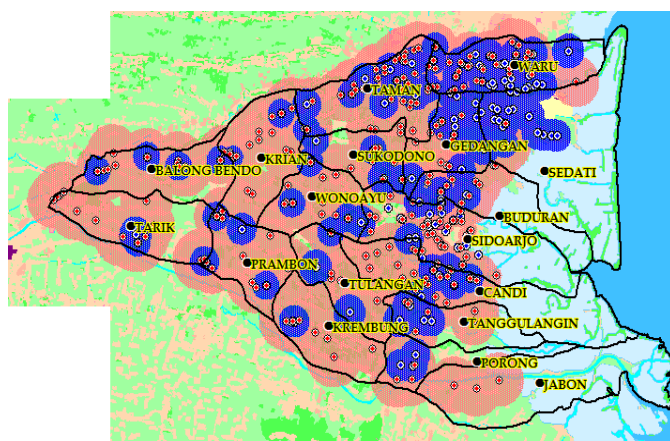 WARU
TAMAN
GEDANGAN
SUKODONO
KRIAN
BALONG BENDO
SEDATI
WONOAYU
BUDURAN
TARIK
SIDOARJO
PRAMBON
TULANGAN
CANDI
TANGGULANGIN
KREMBUNG
PORONG
JABON